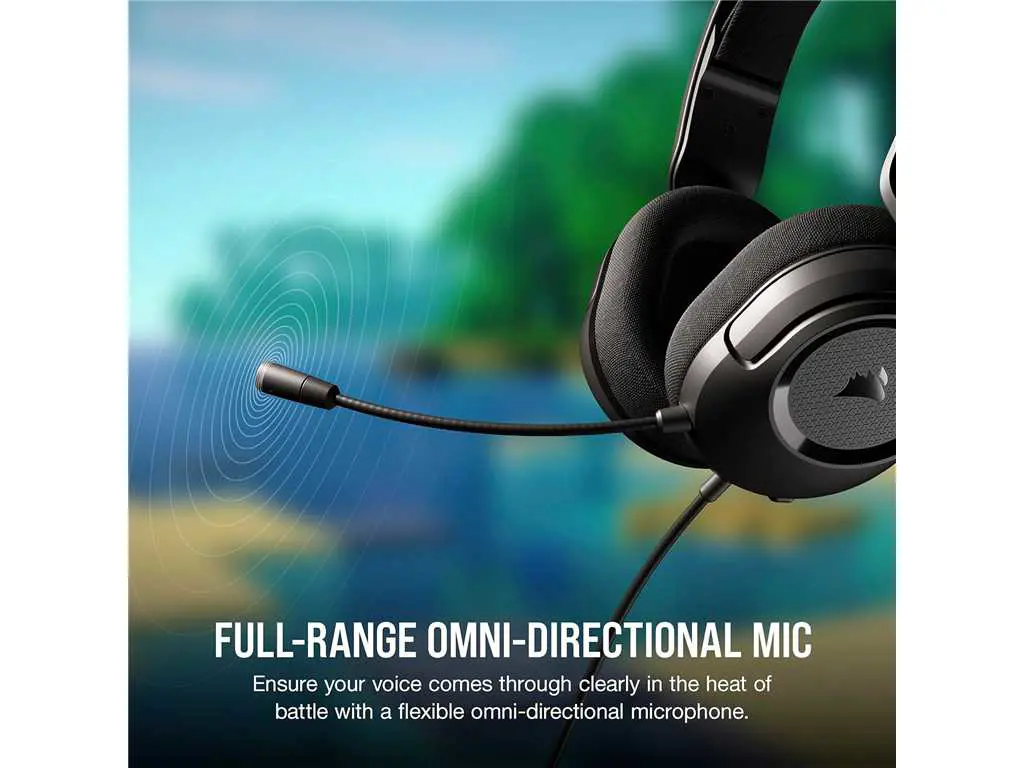 FULL-RANGE OMNI-DIRECTIONAL MIC
Ensure your voice comes through clearly in the heat of
battle with a flexible omni-directional microphone.